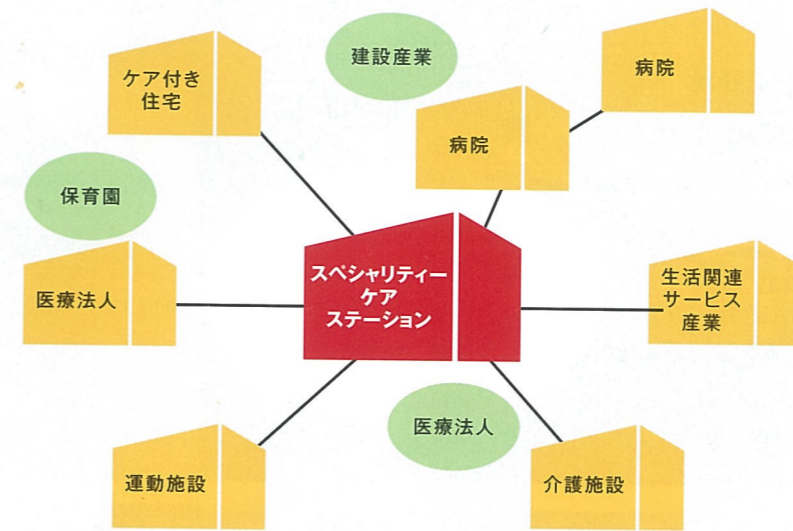 建設産業
病院
ケア付き
住宅
病院
保育園
スペシャリティー
ケア
ステーション
医療法人
生活関連
サービス
産業
医療法人
運動施設
介護施設